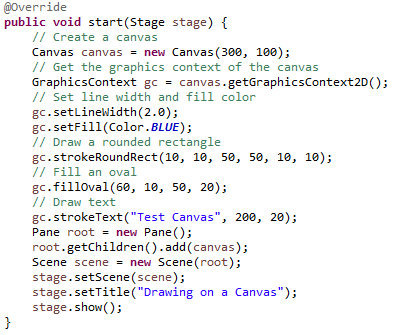 @Override
public void start(Stage stage) {
    // Create a canvas
    Canvas canvas = new Canvas(300, 100);
    // Get the graphics context of the canvas
    GraphicsContext gc = canvas.getGraphicsContext2D();
    // Set line width and fill color
    gc.setLineWidth(2.0);
    gc.setFill(Color.BLUE);
    // Draw a rounded rectangle
    gc.strokeRoundRect(10, 10, 50, 50, 10, 10);
    // Fill an oval
    gc.fillOval(60, 10, 50, 20);
    // Draw text
    gc.strokeText("Test Canvas", 200, 20);
    Pane root = new Pane();
    root.getChildren().add(canvas);
    Scene scene = new Scene(root);
    stage.setScene(scene);
    stage.setTitle("Drawing on a Canvas");
    stage.show();
}